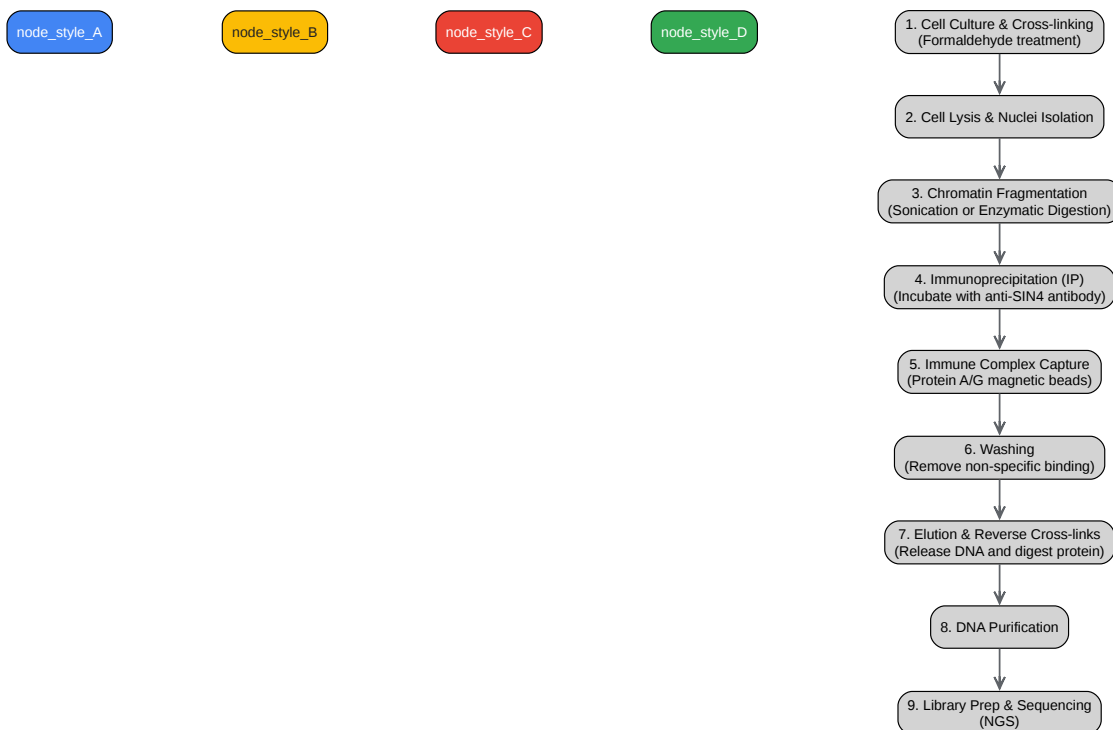 node_style_A
node_style_B
node_style_C
node_style_D
1. Cell Culture & Cross-linking
(Formaldehyde treatment)
2. Cell Lysis & Nuclei Isolation
3. Chromatin Fragmentation
(Sonication or Enzymatic Digestion)
4. Immunoprecipitation (IP)
(Incubate with anti-SIN4 antibody)
5. Immune Complex Capture
(Protein A/G magnetic beads)
6. Washing
(Remove non-specific binding)
7. Elution & Reverse Cross-links
(Release DNA and digest protein)
8. DNA Purification
9. Library Prep & Sequencing
(NGS)